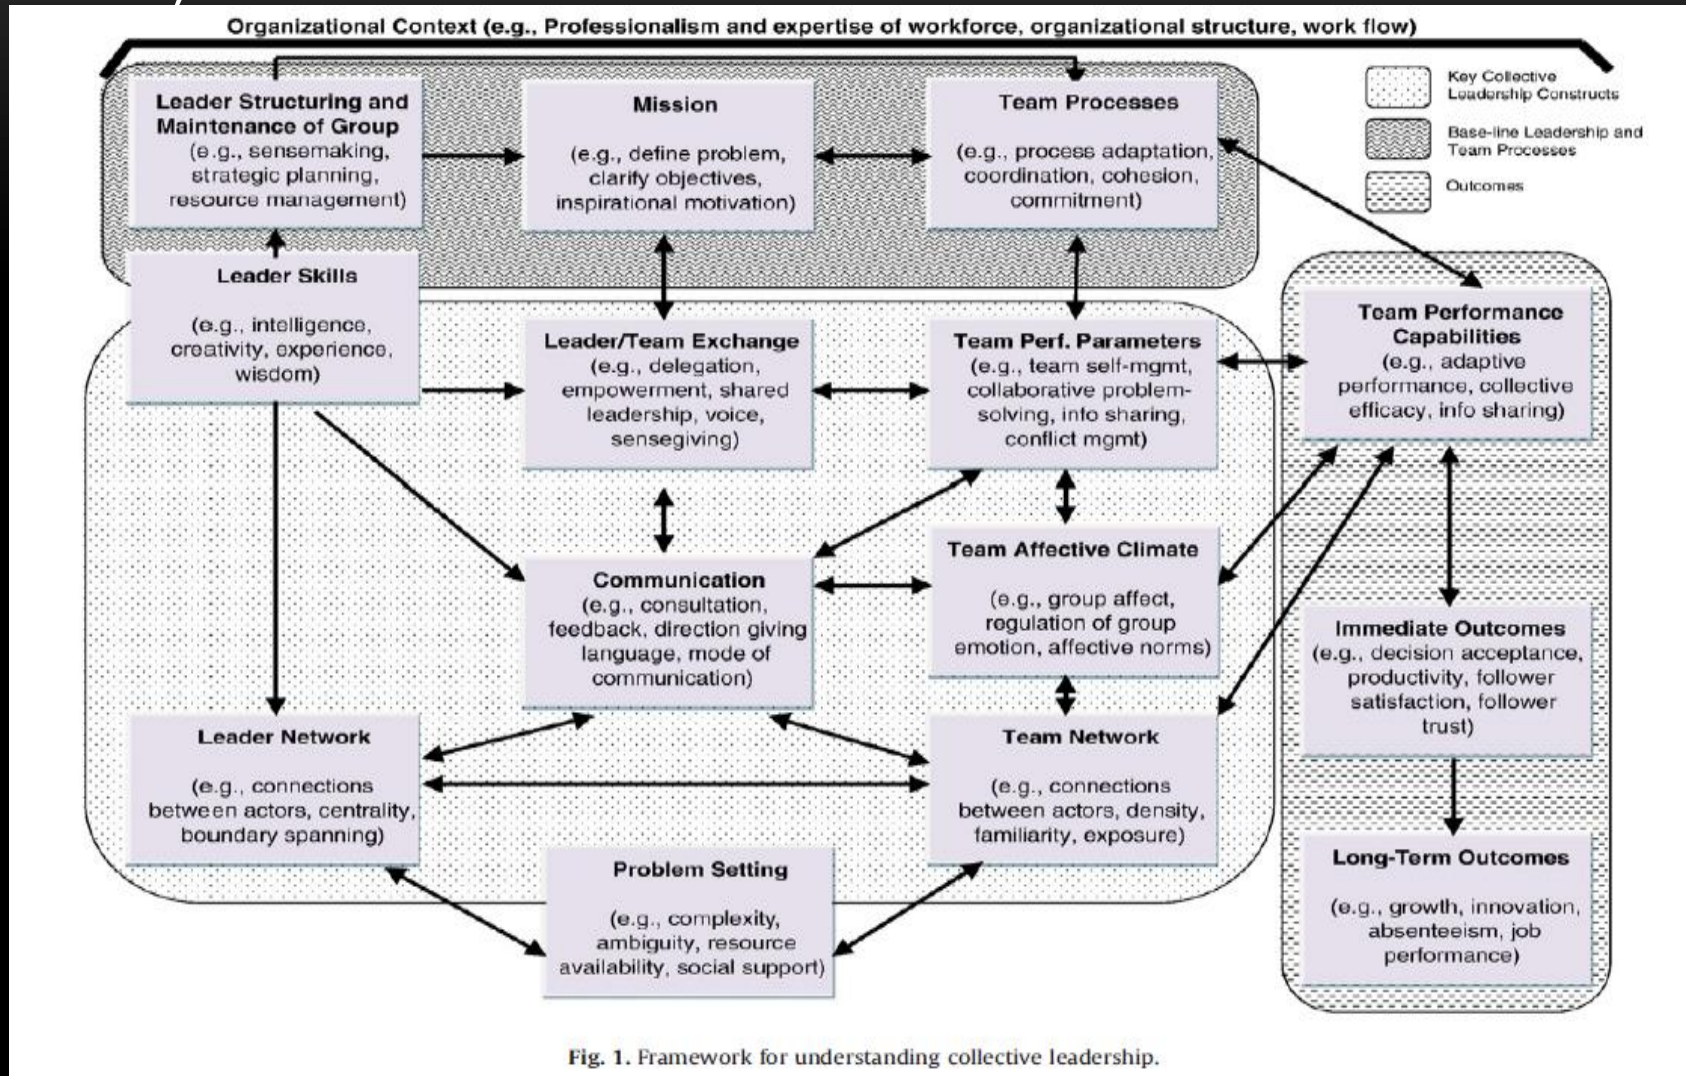 Organizational Context (e.g., Professionalism and expertise of workforce, organizational structure, work flow)
Leader Structuring and
Maintenance of Group
(e.g., sensemaking,
strategic planning,
resource management)
Mission
(e.g., define problem,
clarify objectives,
inspirational motivation)
Team Processes
(e.g., process adaptation,
coordination, cohesion,
commitment)
Key Collective
Leadership Constructs
Base-line Leadership and
Team Processes
Outcomes
Leader Skills
(e.g., intelligence,
creativity, experience,
wisdom)
Leader/Team Exchange
(e.g., delegation,
empowerment, shared
leadership, voice,
sensegiving)
Team Perf. Parameters
(e.g., team self-mgmt,
collaborative problem-
solving, info sharing,
conflict mgmt)
Team Performance
Capabilities
(e.g., adaptive
performance, collective
efficacy, info sharing)
Communication
(e.g., consultation,
feedback, direction giving
language, mode of
communication)
Team Affective Climate
(e.g., group affect,
regulation of group
emotion, affective norms)
Immediate Outcomes
(e.g., decision acceptance,
productivity, follower
satisfaction, follower
trust)
Leader Network
(e.g., connections
between actors, centrality,
boundary spanning)
Team Network
(e.g., connections
between actors, density,
familiarity, exposure)
Problem Setting
(e.g., complexity,
ambiguity, resource
availability, social support)
Long-Term Outcomes
(e.g., growth, innovation,
absenteeism, job
performance)
Fig. 1. Framework for understanding collective leadership.